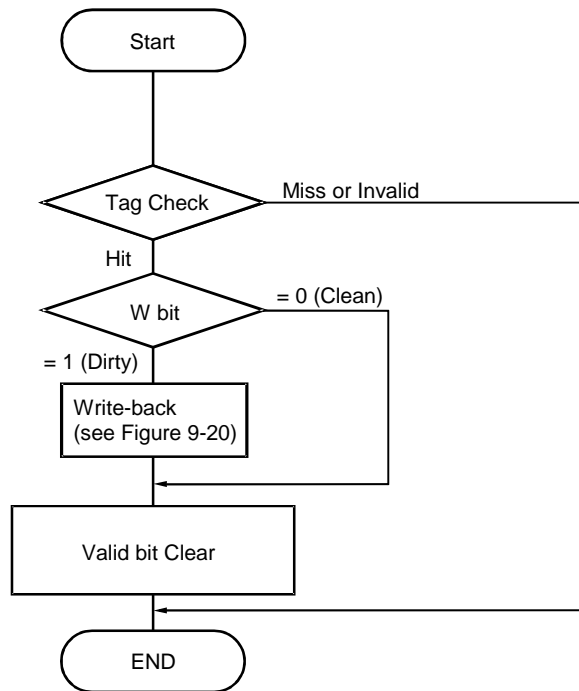 Start
Tag Check
Miss or Invalid
Hit
W bit
= 0 (Clean)
= 1 (Dirty)
Write-back
(see Figure 9-20)
Valid bit Clear
END